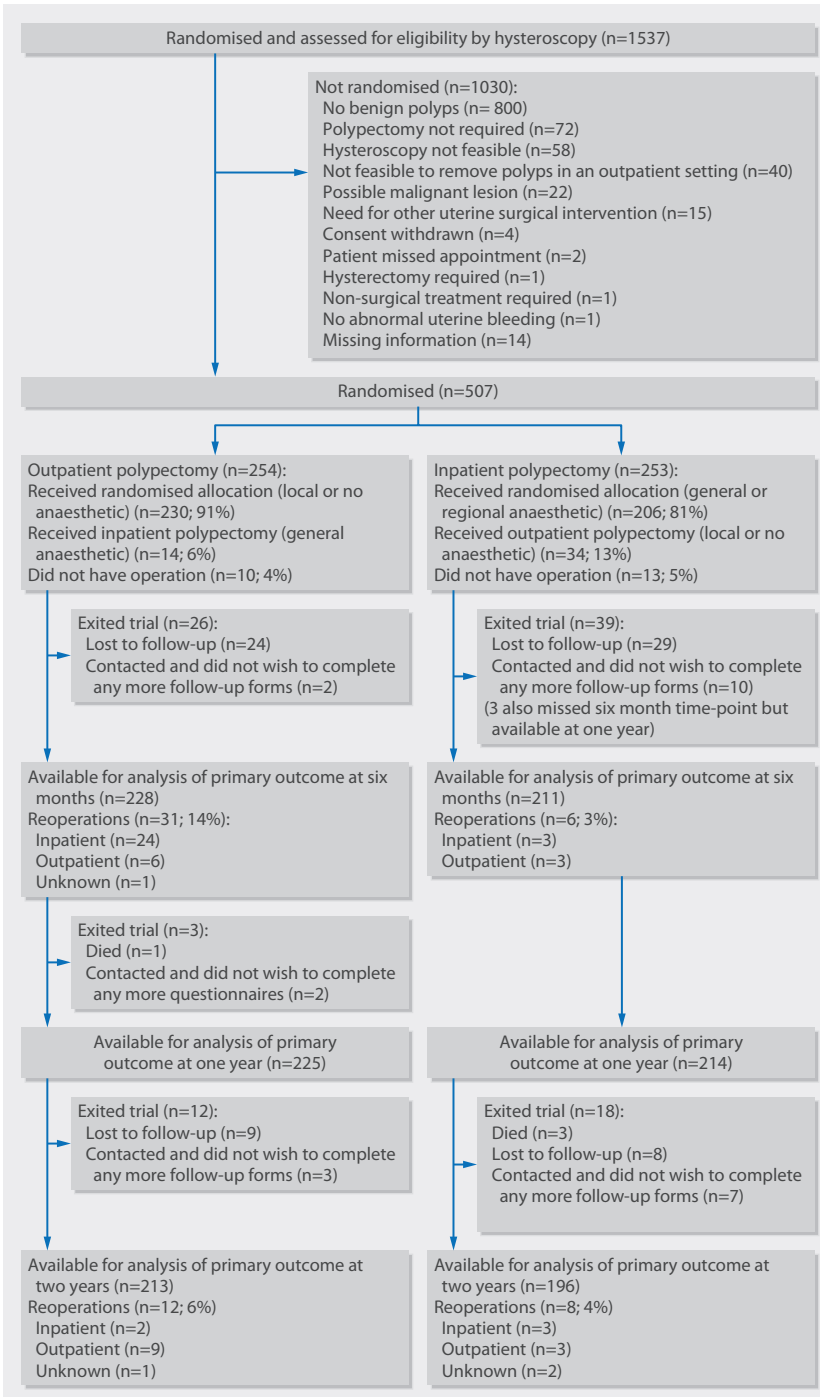 Randomised and assessed for eligibility by hysteroscopy (n=1537)
Not randomised (n=1030):
No benign polyps (n= 800)
Polypectomy not required (n=72)
Hysteroscopy not feasible (n=58)
Not feasible to remove polyps in an outpatient setting (n=40)
Possible malignant lesion (n=22)
Need for other uterine surgical intervention (n=15)
Consent withdrawn (n=4)
Patient missed appointment (n=2)
Hysterectomy required (n=1)
Non-surgical treatment required (n=1)
No abnormal uterine bleeding (n=1)
Missing information (n=14)
Randomised (n=507)
Outpatient polypectomy (n=254):
Received randomised allocation (local or no
anaesthetic) (n=230; 91%)
Received inpatient polypectomy (general
anaesthetic) (n=14; 6%)
Did not have operation (n=10; 4%)
Inpatient polypectomy (n=253):
Received randomised allocation (general or
regional anaesthetic) (n=206; 81%)
Received outpatient polypectomy (local or no
anaesthetic) (n=34; 13%)
Did not have operation (n=13; 5%)
Exited trial (n=26):
Lost to follow-up (n=24)
Contacted and did not wish to complete
any more follow-up forms (n=2)
Exited trial (n=39):
Lost to follow-up (n=29)
Contacted and did not wish to complete
any more follow-up forms (n=10)
(3 also missed six month time-point but
available at one year)
Available for analysis of primary outcome at six
months (n=228)
Reoperations (n=31; 14%):
Inpatient (n=24)
Outpatient (n=6)
Unknown (n=1)
Available for analysis of primary outcome at six
months (n=211)
Reoperations (n=6; 3%):
Inpatient (n=3)
Outpatient (n=3)
Exited trial (n=3):
Died (n=1)
Contacted and did not wish to complete
any more questionnaires (n=2)
Available for analysis of primary
outcome at one year (n=225)
Available for analysis of primary
outcome at one year (n=214)
Exited trial (n=12):
Lost to follow-up (n=9)
Contacted and did not wish to complete
any more follow-up forms (n=3)
Exited trial (n=18):
Died (n=3)
Lost to follow-up (n=8)
Contacted and did not wish to complete
any more follow-up forms (n=7)
Available for analysis of primary outcome at
two years (n=213)
Reoperations (n=12; 6%)
Inpatient (n=2)
Outpatient (n=9)
Unknown (n=1)
Available for analysis of primary outcome at
two years (n=196)
Reoperations (n=8; 4%)
Inpatient (n=3)
Outpatient (n=3)
Unknown (n=2)